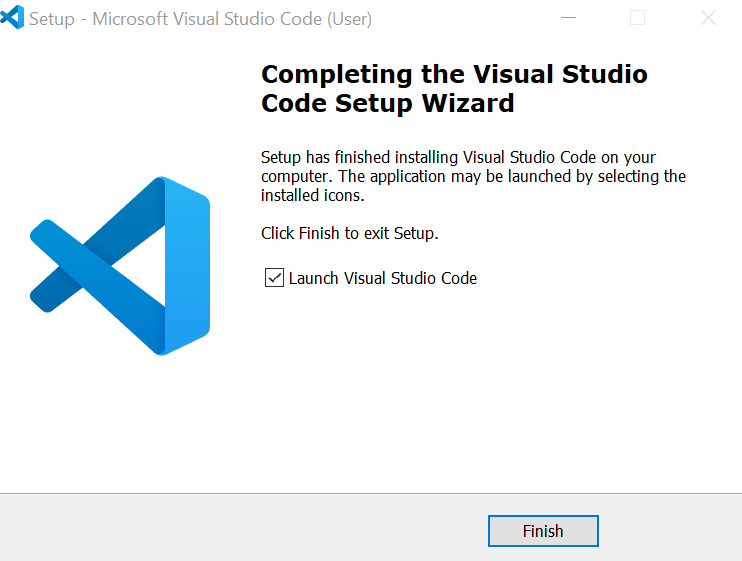 Setup - Microsoft Visual Studio Code (User)
Completing the Visual Studio
Code Setup Wizard
Setup has finished installing Visual Studio Code on your
computer. The application may be launched by selecting the
installed icons.
Click Finish to exit Setup.
Launch Visual Studio Code
Finish